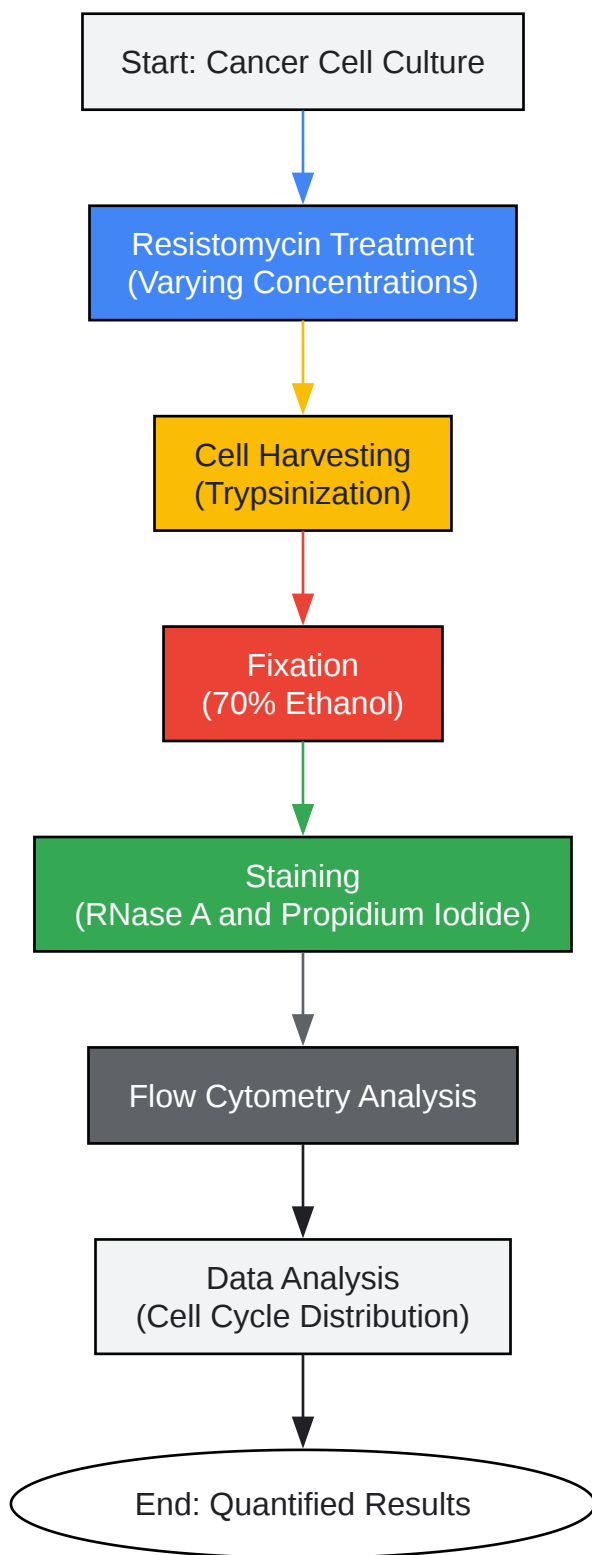 Start: Cancer Cell Culture
Resistomycin Treatment
(Varying Concentrations)
Cell Harvesting
(Trypsinization)
Fixation
(70% Ethanol)
Staining
(RNase A and Propidium Iodide)
Flow Cytometry Analysis
Data Analysis
(Cell Cycle Distribution)
End: Quantified Results